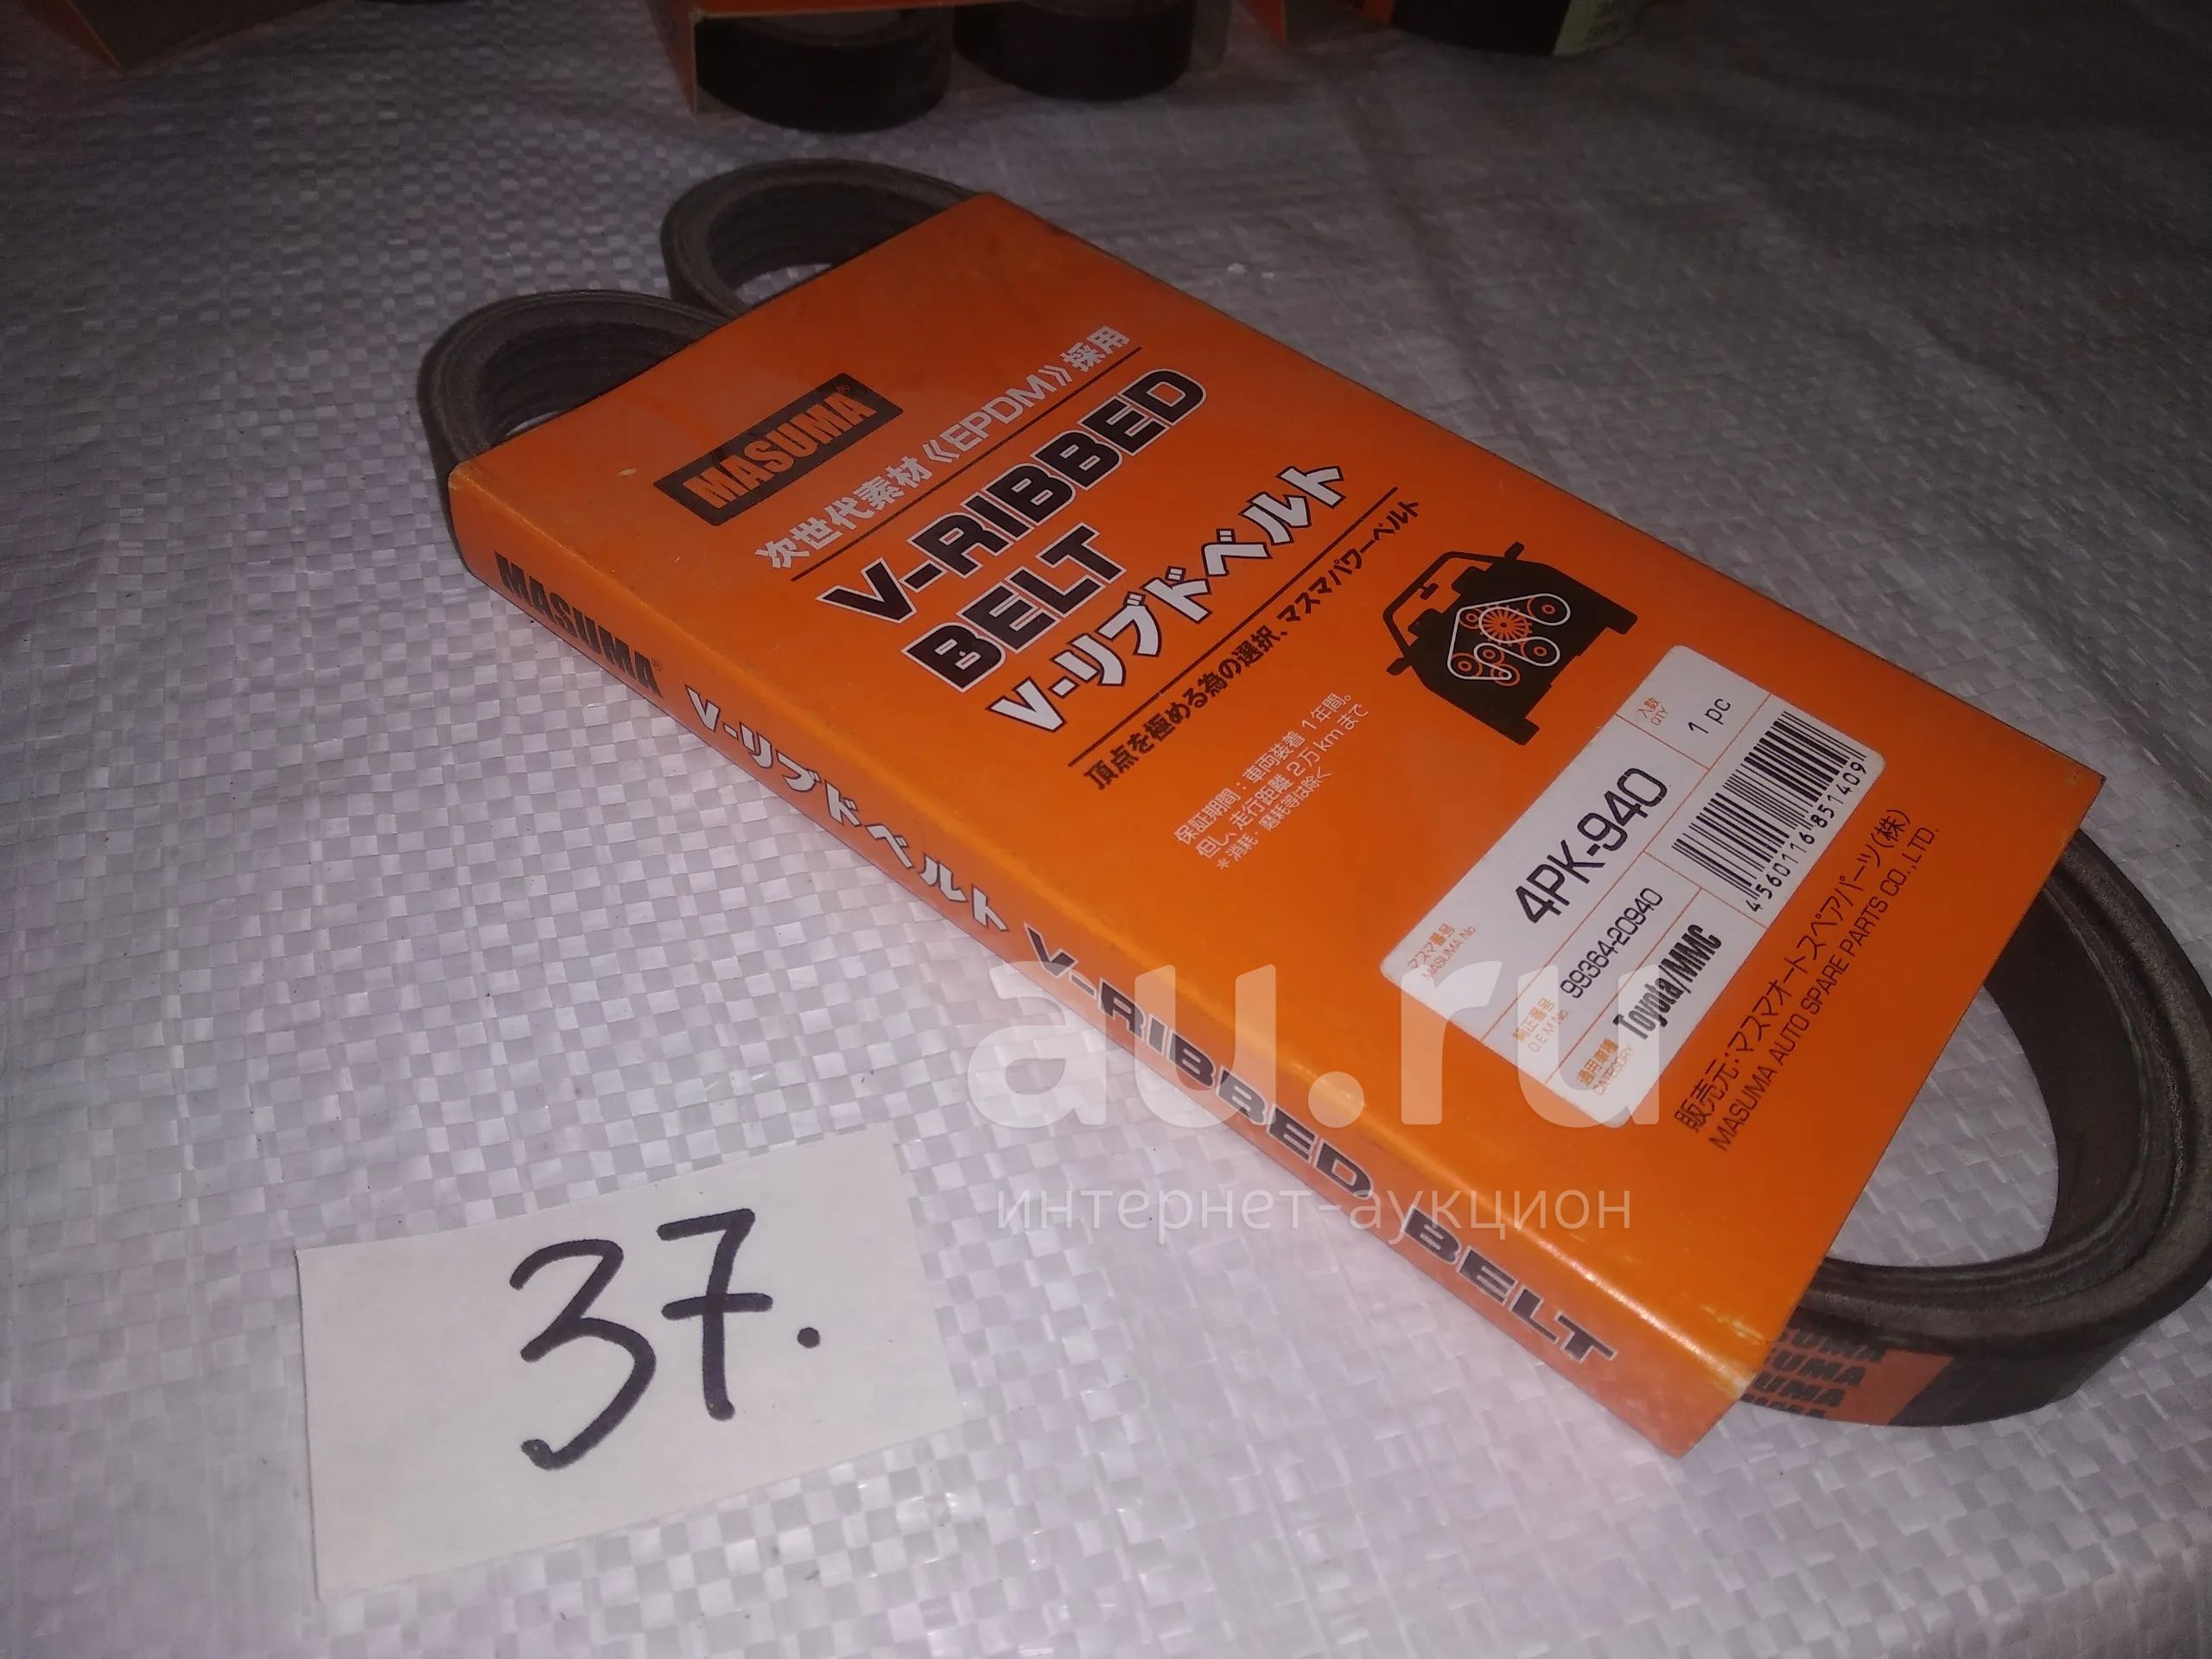 MASUMA®
次世代素材《EPDM》採用
V-RIBBED
BELT
V-リブドベルト
頂点を極める為の選択、マスマパワーベルト
保証期間：車両装着1年間。
但し、走行距離2万kmまで
＊消耗・磨耗等は除く
マスマ番号
MASUMA No
4PK-940
入数
QTY
1 pc
純正番号
O.E.M No
99364-20940
適用車種
CATEGORY
Toyota/MMC
4560116851409
販売元:マスマオートスペアパーツ(株)
MASUMA AUTO SPARE PARTS CO.,LTD.
MASUMA® V-リブドベルト V-RIBBED BELT
UMA
UMA
UMA
37.
au.ru
интернет-аукцион